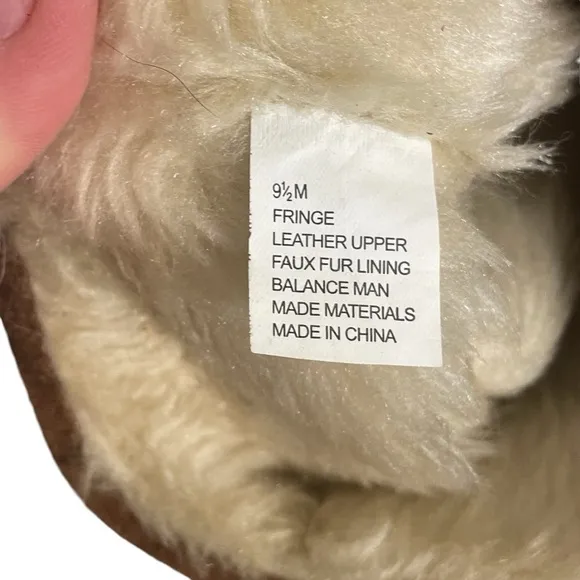 9½M
FRINGE
LEATHER UPPER
FAUX FUR LINING
BALANCE MAN
MADE MATERIALS
MADE IN CHINA